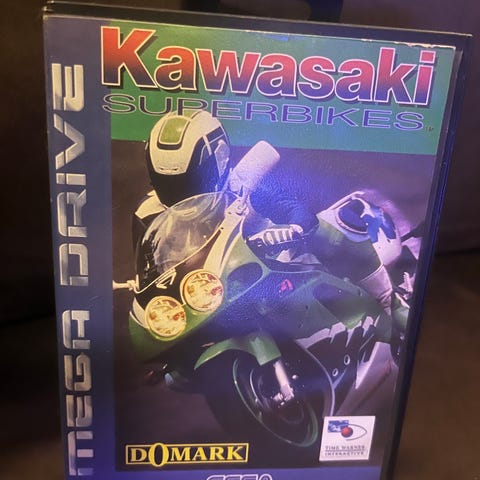 Kawasaki
SUPERBIKES
MEGA DRIVE
DOMARK
TIME WARNER
INTERACTIVE
SEGA